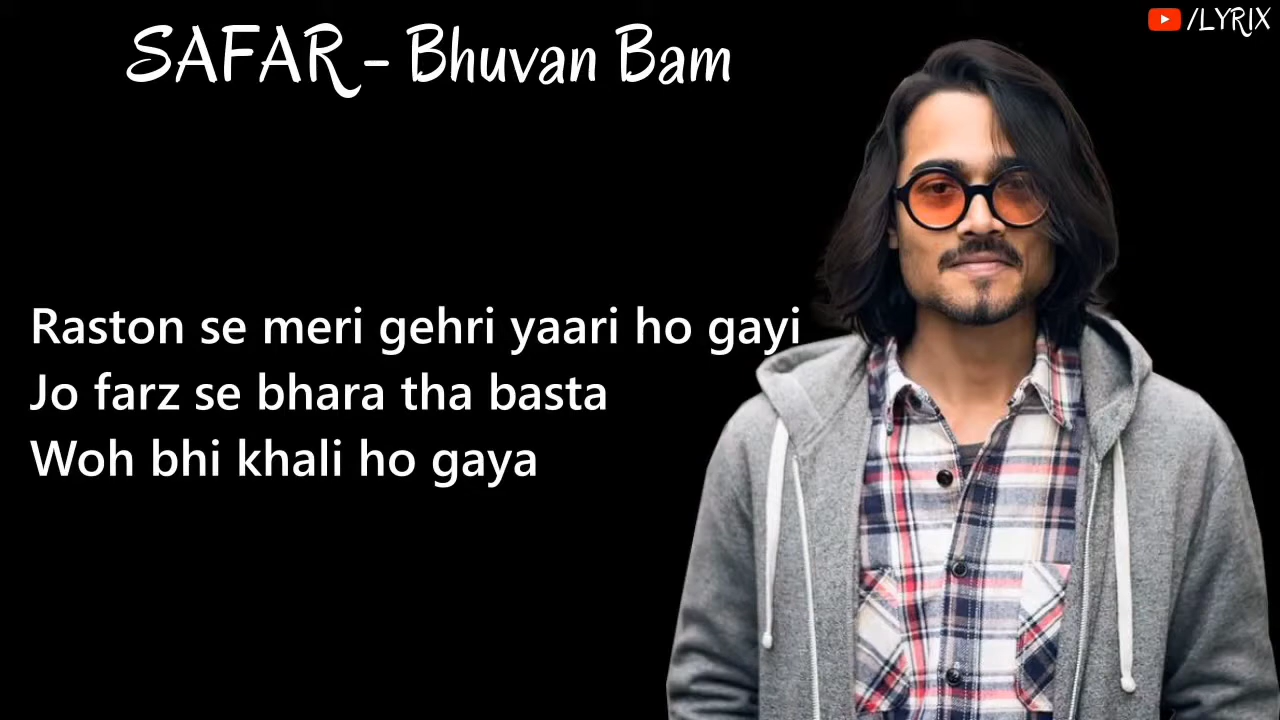 SAFAR - Bhuvan Bam
/LYRIX
Raston se meri gehri yaari ho gayi
Jo farz se bhara tha basta
Woh bhi khali ho gaya